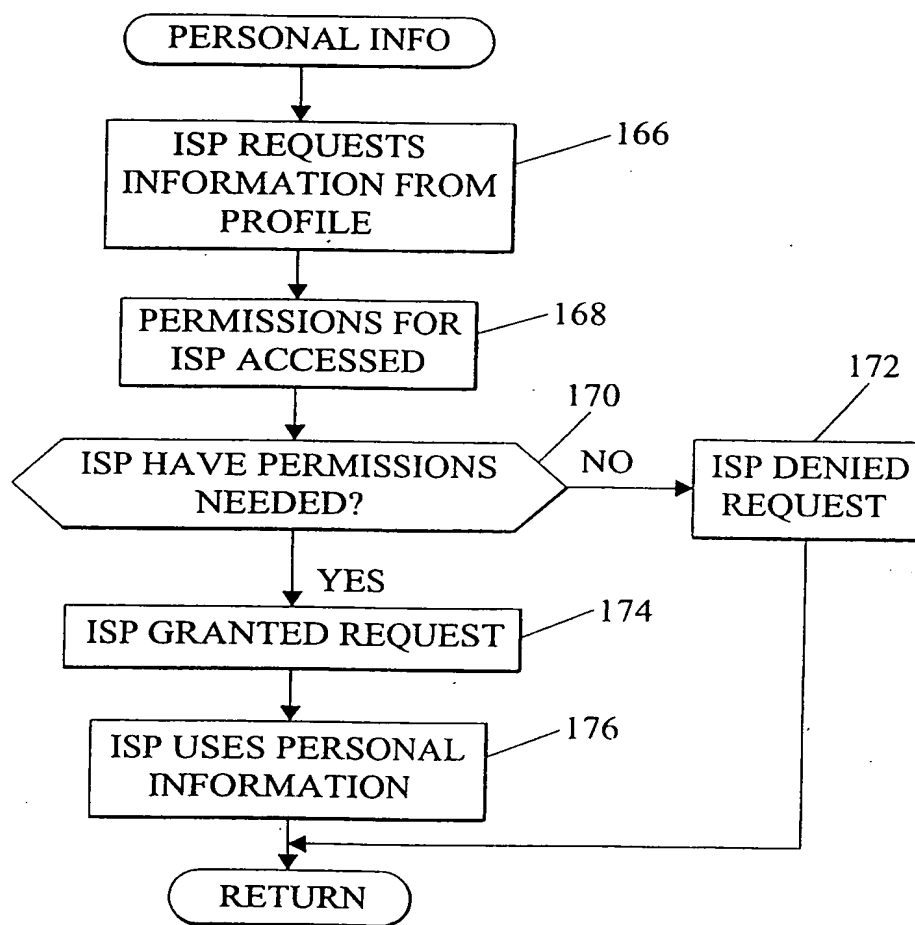 PERSONAL INFO
ISP REQUESTS
INFORMATION FROM
PROFILE
166
PERMISSIONS FOR
ISP ACCESSED
168
170
ISP HAVE PERMISSIONS
NEEDED?
NO
172
ISP DENIED
REQUEST
YES
ISP GRANTED REQUEST
174
ISP USES PERSONAL
INFORMATION
176
RETURN